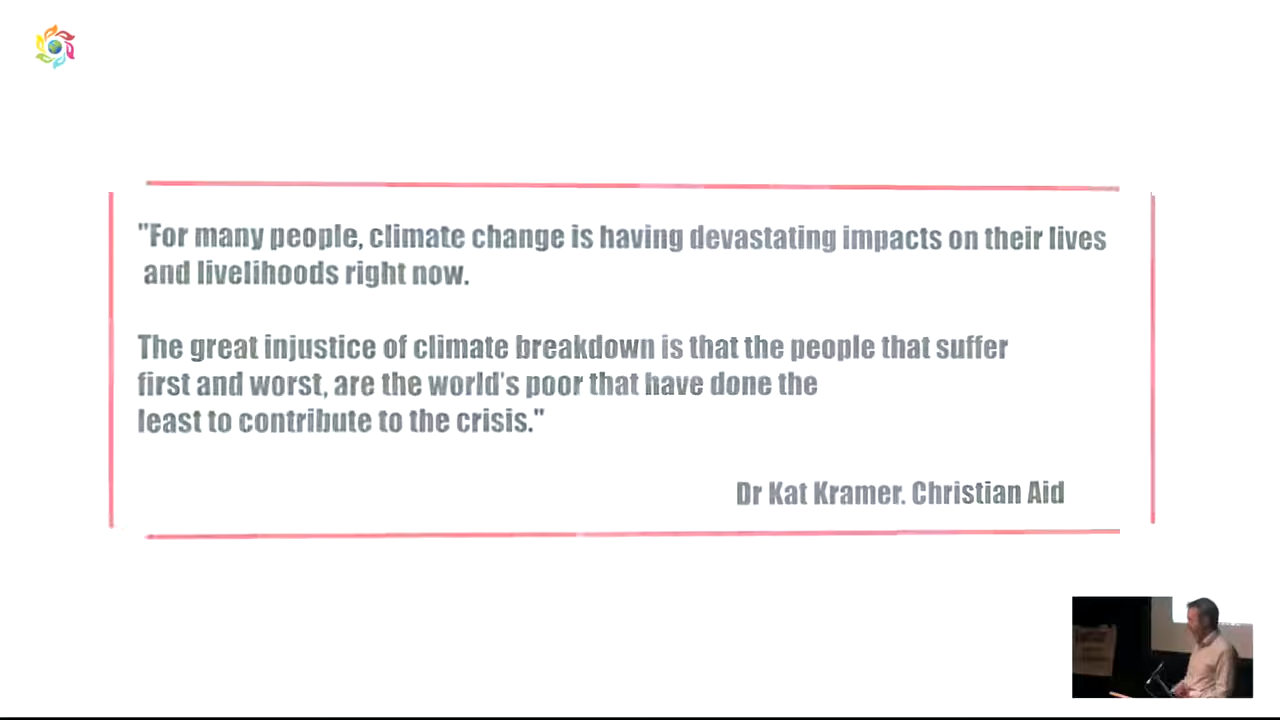 "For many people, climate change is having devastating impacts on their lives
and livelihoods right now.
The great injustice of climate breakdown is that the people that suffer
first and worst, are the world's poor that have done the
least to contribute to the crisis."
Dr Kat Kramer. Christian Aid